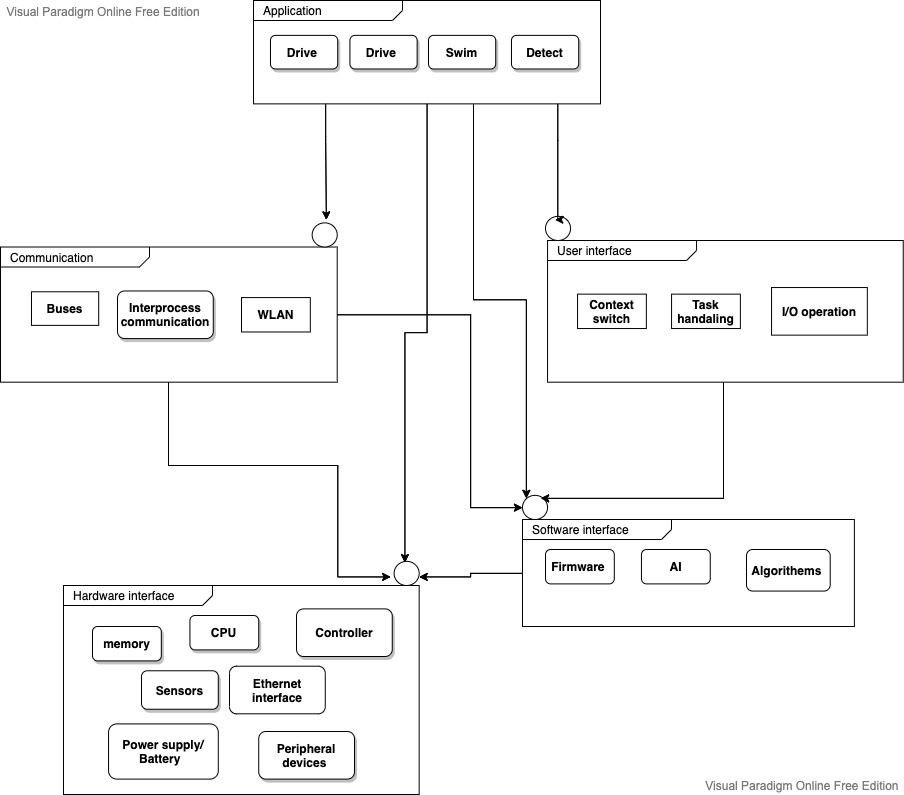 Visual Paradigm Online Free Edition
Application
Drive
Drive
Swim
Detect
Communication
Buses
Interprocess
communication
WLAN
User interface
Context
switch
Task
handaling
I/O operation
Software interface
Firmware
AI
Algorithems
Hardware interface
memory
CPU
Controller
Sensors
Ethernet
interface
Power supply/
Battery
Peripheral
devices
Visual Paradigm Online Free Edition